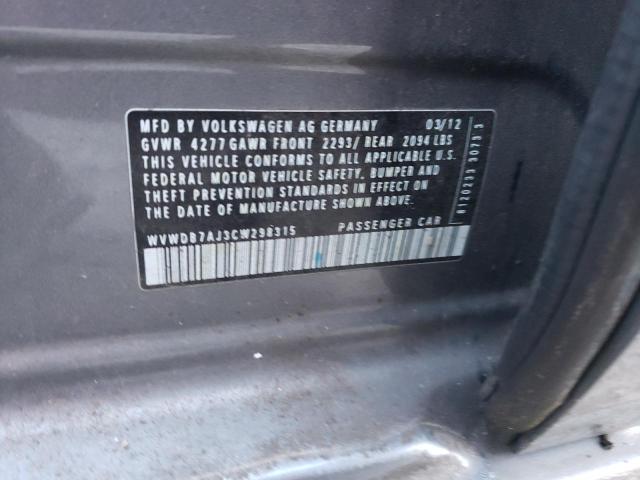 MFD BY VOLKSWAGEN AG GERMANY 03/12
GVWR 4277 GAWR FRONT 2293/ REAR 2094 LBS
THIS VEHICLE CONFORMS TO ALL APPLICABLE U.S.
FEDERAL MOTOR VEHICLE SAFETY, BUMPER AND
THEFT PREVENTION STANDARDS IN EFFECT ON
THE DATE OF MANUFACTURE SHOWN ABOVE.
WVWDB7AJ3CW298315 PASSENGER CAR